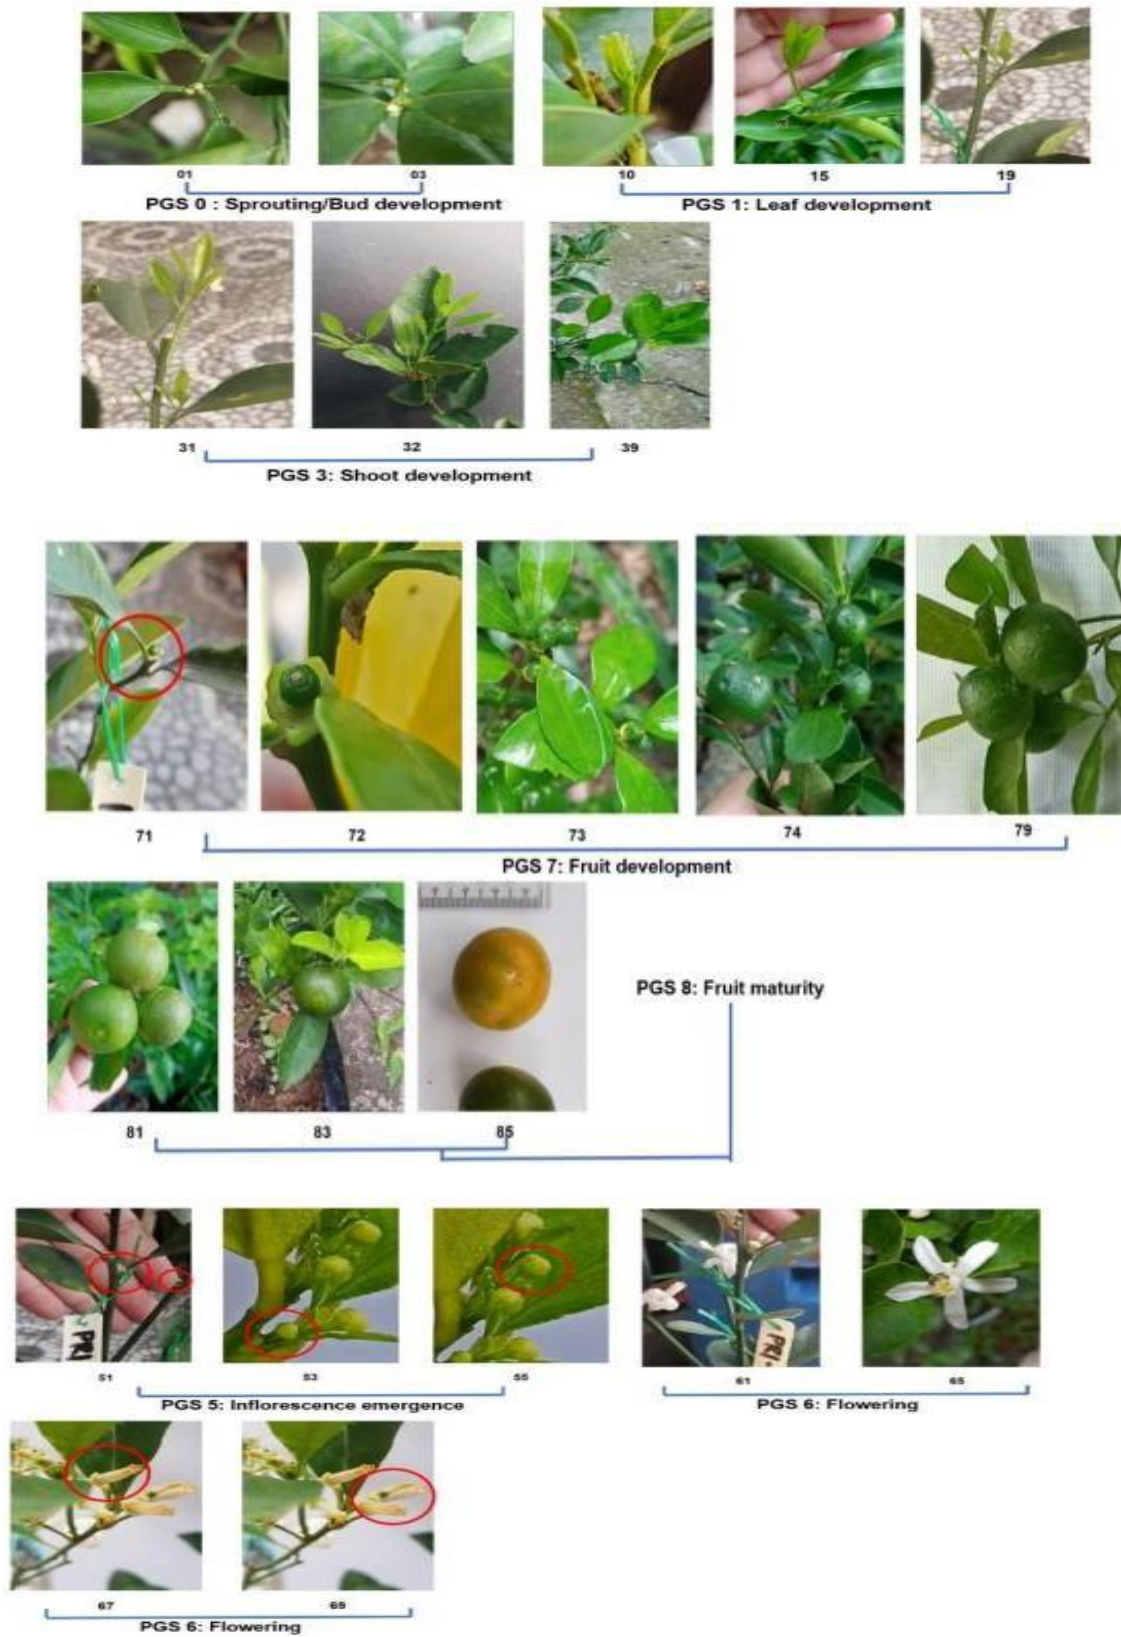 01 03 10 15 19
PGS 0 : Sprouting/Bud development PGS 1: Leaf development
31 32 39
PGS 3: Shoot development
71 72 73 74 79
PGS 7: Fruit development
PGS 8: Fruit maturity
81 83 85
PRI
PRI
51 53 55 61 65
PGS 5: Inflorescence emergence PGS 6: Flowering
67 69
PGS 6: Flowering